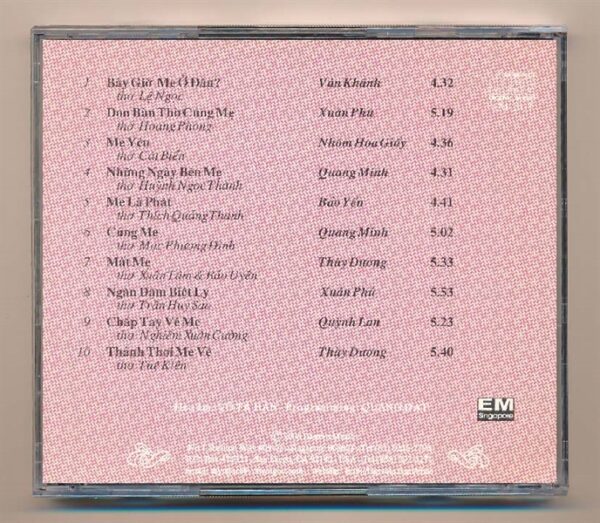 1 Bây Giờ Mẹ Ở Đâu? Vân Khánh 4.32
thơ Lệ Ngọc
2 Dọn Bàn Thờ Cúng Mẹ Xuân Phú 5.19
thơ Hoàng Phong
3 Mẹ Yêu Nhóm Hoa Giấy 4.36
thơ Cát Biển
4 Những Ngày Bên Mẹ Quang Minh 4.31
thơ Huỳnh Ngọc Thành
5 Mẹ Là Phật Bảo Yến 4.41
thơ Thích Quảng Thanh
6 Cúng Mẹ Quang Minh 5.02
thơ Mạc Phương Đình
7 Mất Mẹ Thùy Dương 5.33
thơ Xuân Tâm & Bảo Uyên
8 Ngàn Dặm Biệt Ly Xuân Phú 5.53
thơ Trần Huy Sao
9 Chắp Tay Về Mẹ Quỳnh Lan 5.23
thơ Nghiêm Xuân Cường
10 Thảnh Thơi Mẹ Về Thùy Dương 5.40
thơ Tuệ Kiên
EM
Singapore